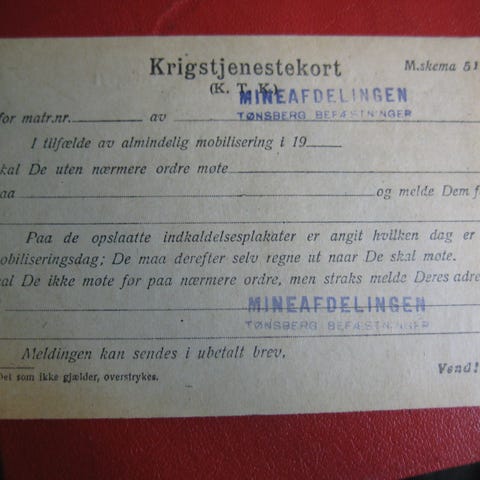 Krigstjenestekort
M.skema 51
(K. T. K.)
MINEAFDELINGEN
for matr.nr. av
TØNSBERG BEFÆSTNINGER
I tilfælde av almindelig mobilisering i 19
kal De uten nærmere ordre møte
paa og melde Dem f
Paa de opslaatte indkaldelsesplakater er angit hvilken dag er
mobiliseringsdag; De maa derefter selv regne ut naar De skal møte.
kal De ikke møte før paa nærmere ordre, men straks melde Deres adre
MINEAFDELINGEN
TØNSBERG BEFÆSTNINGER
Meldingen kan sendes i ubetalt brev.
Det som ikke gjælder, overstrykes.
Vend!